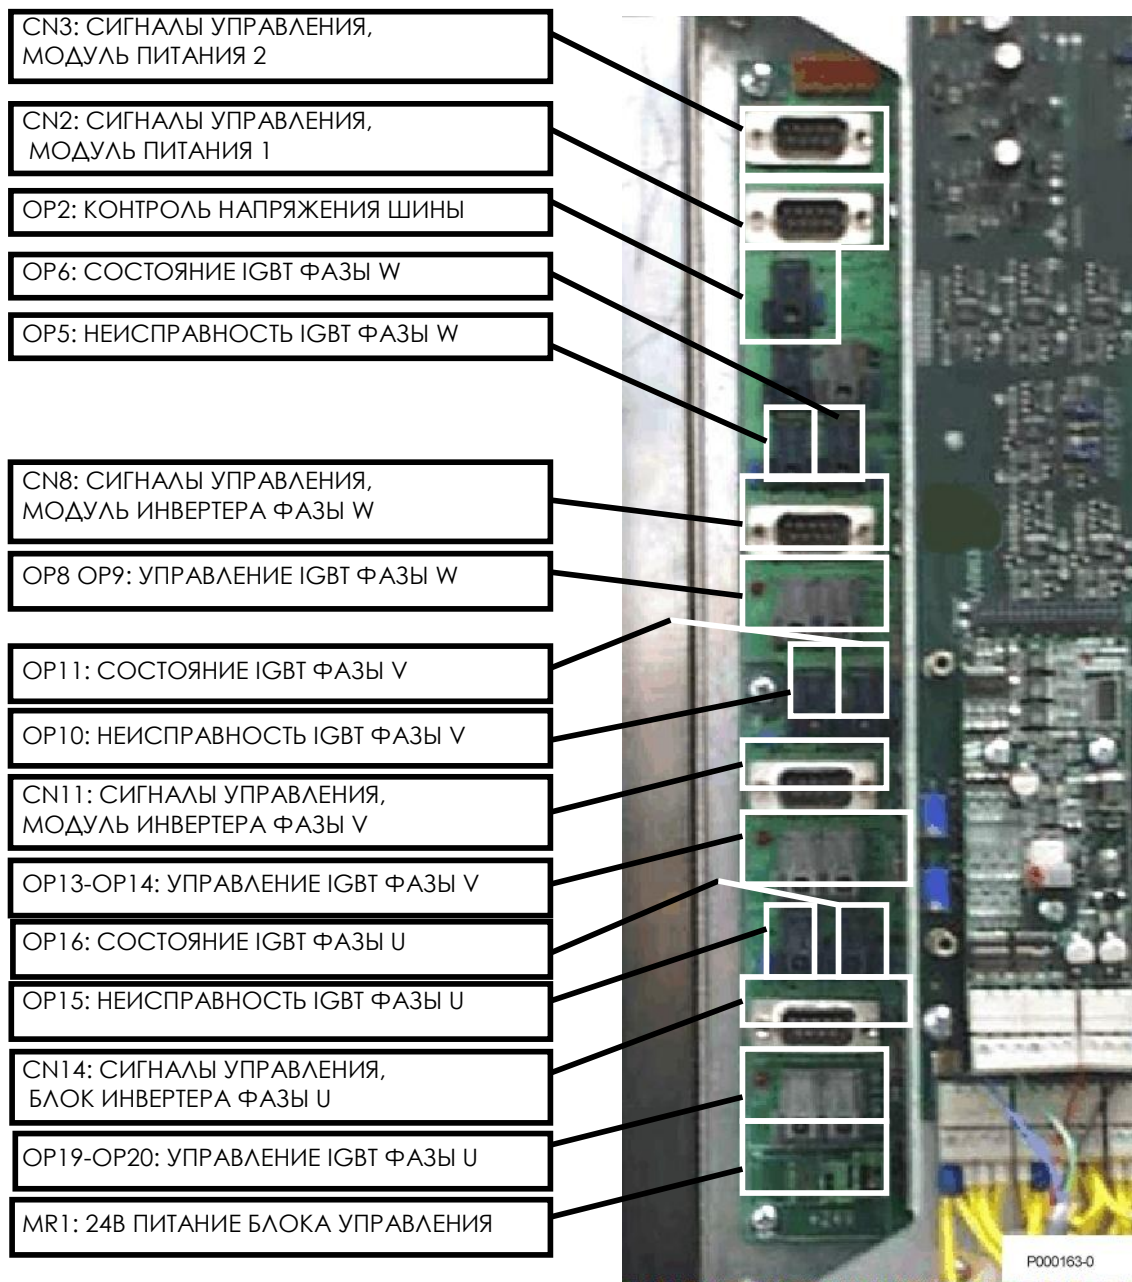 CN3: СИГНАЛЫ УПРАВЛЕНИЯ,
МОДУЛЬ ПИТАНИЯ 2
CN2: СИГНАЛЫ УПРАВЛЕНИЯ,
МОДУЛЬ ПИТАНИЯ 1
OP2: КОНТРОЛЬ НАПРЯЖЕНИЯ ШИНЫ
OP6: СОСТОЯНИЕ IGBT ФАЗЫ W
OP5: НЕИСПРАВНОСТЬ IGBT ФАЗЫ W
CN8: СИГНАЛЫ УПРАВЛЕНИЯ,
МОДУЛЬ ИНВЕРТЕРА ФАЗЫ W
OP8 OP9: УПРАВЛЕНИЕ IGBT ФАЗЫ W
OP11: СОСТОЯНИЕ IGBT ФАЗЫ V
OP10: НЕИСПРАВНОСТЬ IGBT ФАЗЫ V
CN11: СИГНАЛЫ УПРАВЛЕНИЯ,
МОДУЛЬ ИНВЕРТЕРА ФАЗЫ V
OP13-OP14: УПРАВЛЕНИЕ IGBT ФАЗЫ V
OP16: СОСТОЯНИЕ IGBT ФАЗЫ U
OP15: НЕИСПРАВНОСТЬ IGBT ФАЗЫ U
CN14: СИГНАЛЫ УПРАВЛЕНИЯ,
БЛОК ИНВЕРТЕРА ФАЗЫ U
OP19-OP20: УПРАВЛЕНИЕ IGBT ФАЗЫ U
MR1: 24В ПИТАНИЕ БЛОКА УПРАВЛЕНИЯ
P000163-0